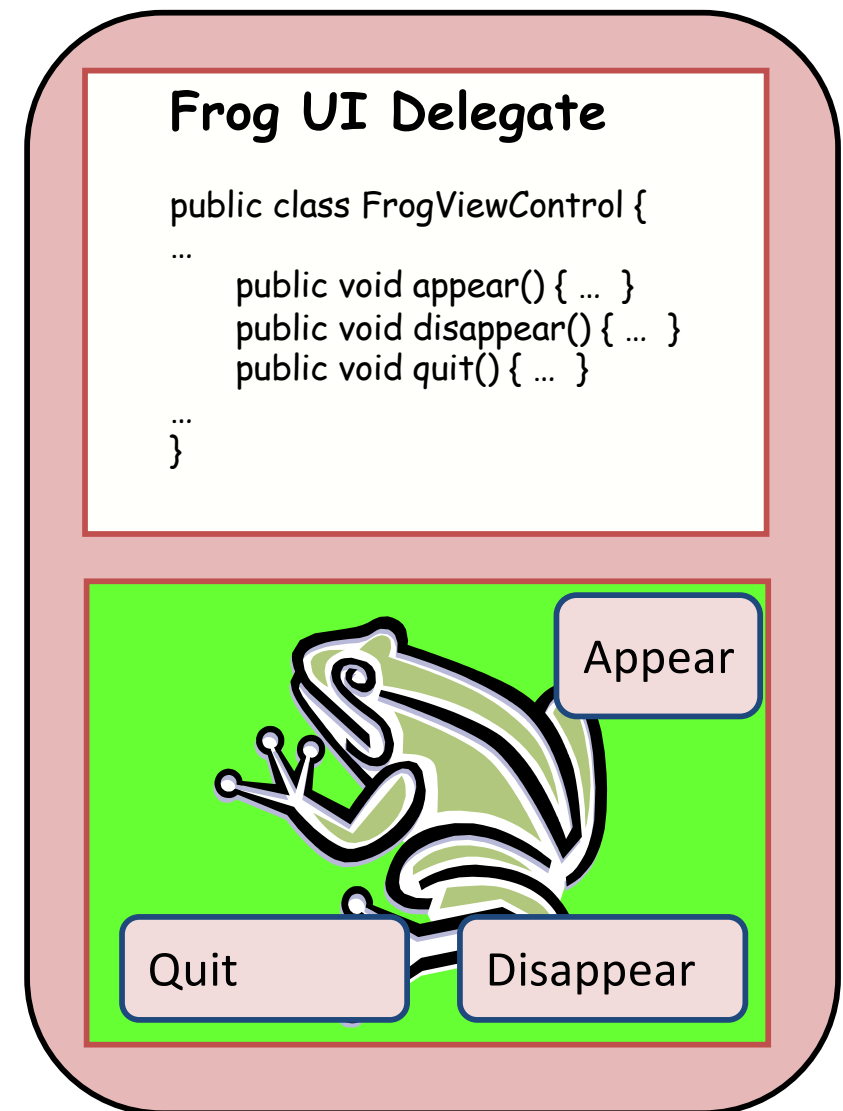 Frog UI Delegate
public class FrogViewControl {
…
public void appear() { … }
public void disappear() { … }
public void quit() { … }
…
}
Appear
Quit
Disappear